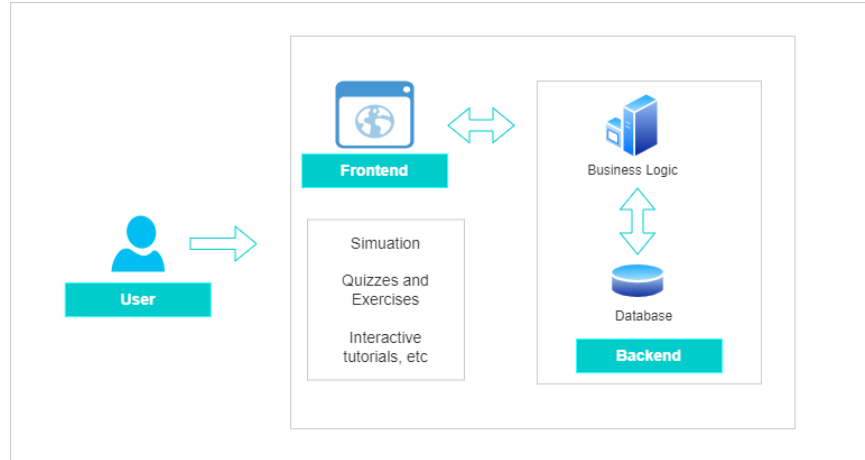 Frontend
Business Logic
Simuation
Quizzes and
Exercises
Interactive
tutorials, etc
User
Database
Backend